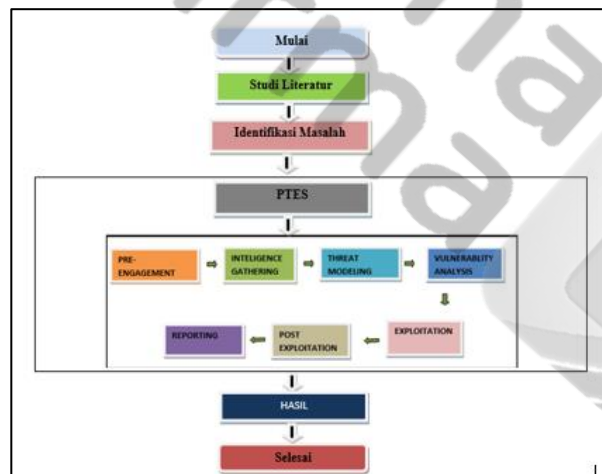 Mulai
Studi Literatur
Identifikasi Masalah
PTES
PRE-
ENGAGEMENT
INTELIGENCE
GATHERING
THREAT
MODELING
VULNERABLITY
ANALYSIS
EXPLOITATION
POST
EXPLOITATION
REPORTING
HASIL
Selesai